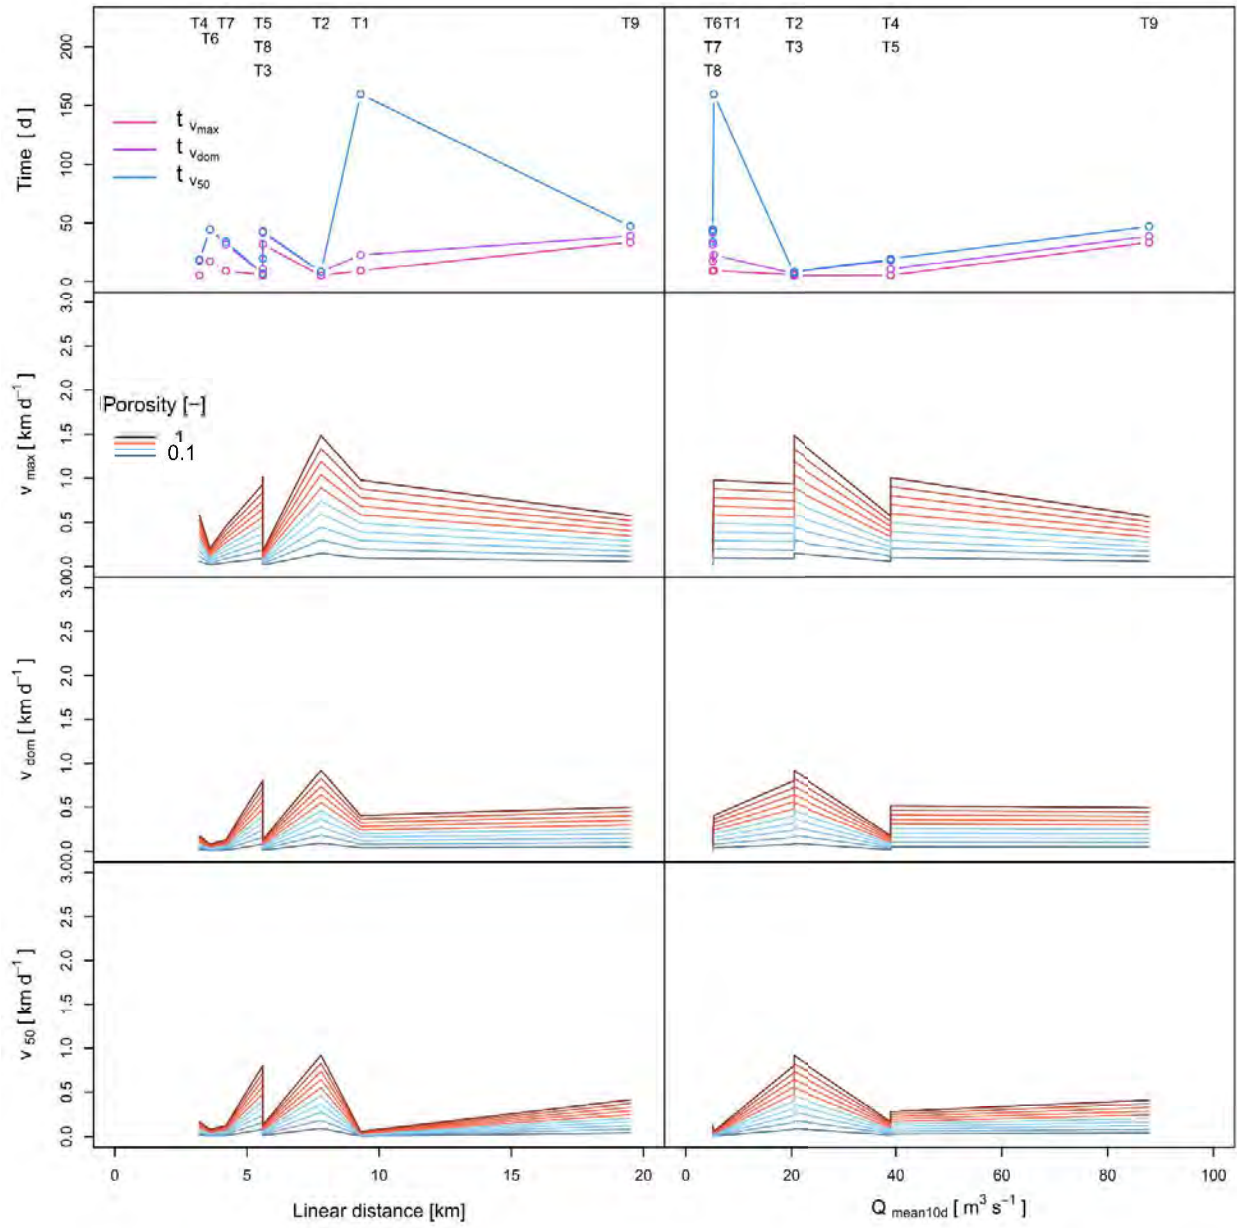 T4 T7 T5 T2 T1 T9
T6 T8
T3
T6 T1 T2 T4 T9
T7 T3 T5
T8
Time [ d ]
0 50 100 150 200
t vmax
t vdom
t v50
v max [ km d⁻¹ ]
0.0 0.5 1.0 1.5 2.0 2.5 3.0
Porosity [−]
1
0.1
v dom [ km d⁻¹ ]
0.0 0.5 1.0 1.5 2.0 2.5 3.0
v 50 [ km d⁻¹ ]
0.0 0.5 1.0 1.5 2.0 2.5 3.0
0 5 10 15 20
Linear distance [km]
0 20 40 60 80 100
Q mean10d [ m³ s⁻¹ ]